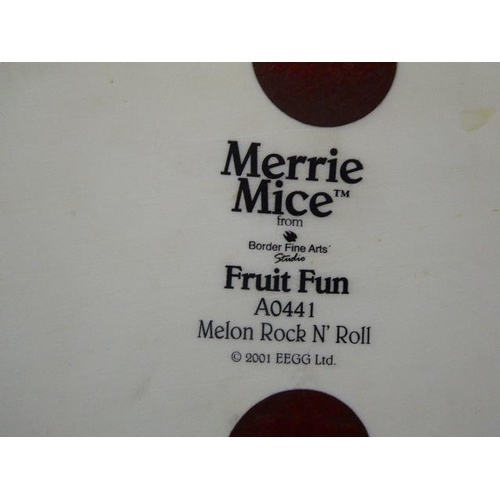 Merrie
Mice™
from
Border Fine Arts
Studio
Fruit Fun
A0441
Melon Rock N' Roll
© 2001 EEGG Ltd.